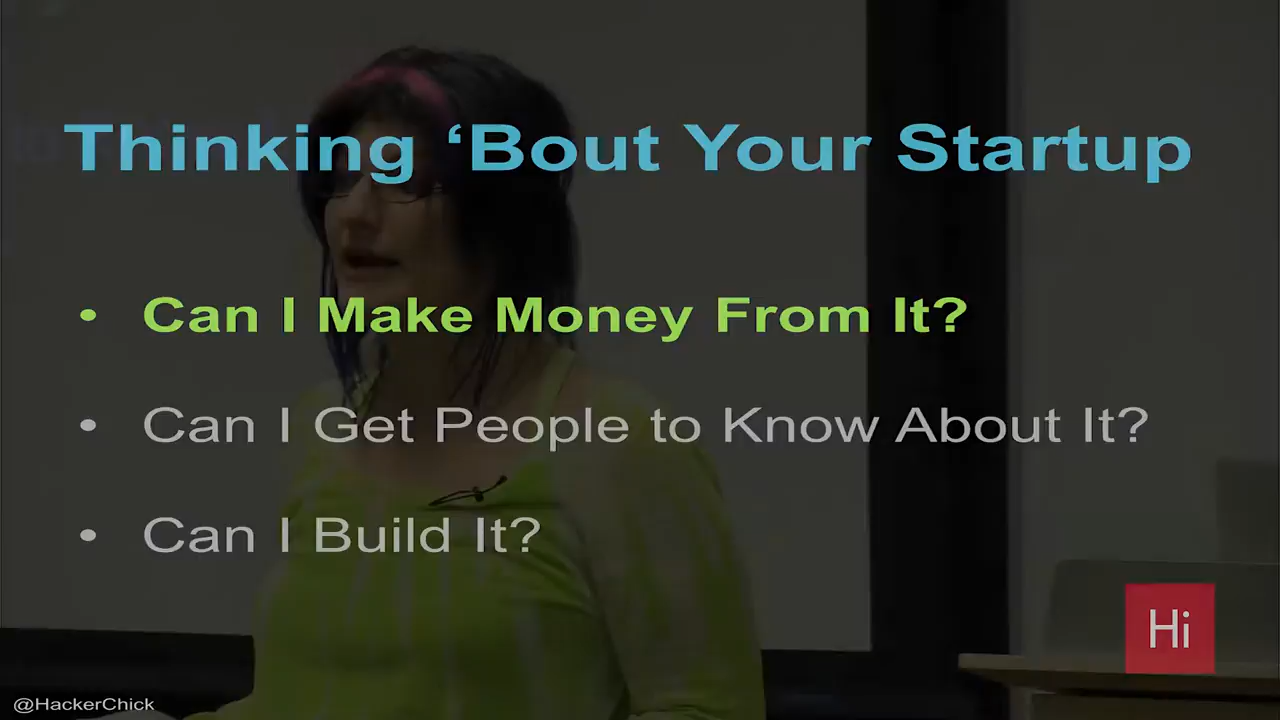 Thinking ‘Bout Your Startup
• Can I Make Money From It?
• Can I Get People to Know About It?
• Can I Build It?
Hi
@HackerChick